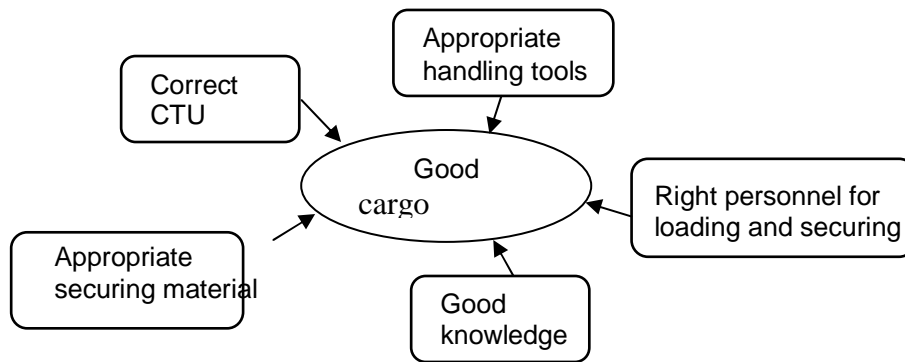 Appropriate
handling tools
Correct
CTU
Good
cargo
Right personnel for
loading and securing
Appropriate
securing material
Good
knowledge